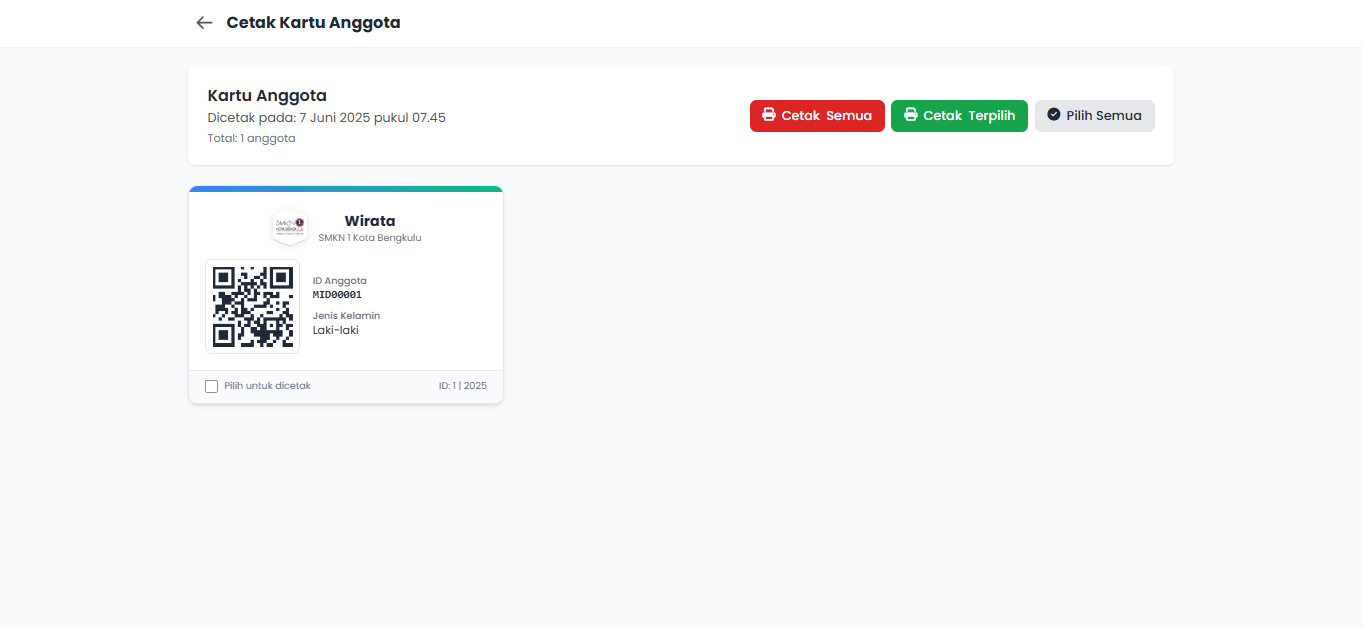 Cetak Kartu Anggota
Kartu Anggota
Dicetak pada: 7 Juni 2025 pukul 07.45
Total: 1 anggota
Cetak Semua
Cetak Terpilih
Pilih Semua
SMKN 1
KOTA BENGKULU
Wirata
SMKN 1 Kota Bengkulu
ID Anggota
MID00001
Jenis Kelamin
Laki-laki
Pilih untuk dicetak
ID: 1 | 2025